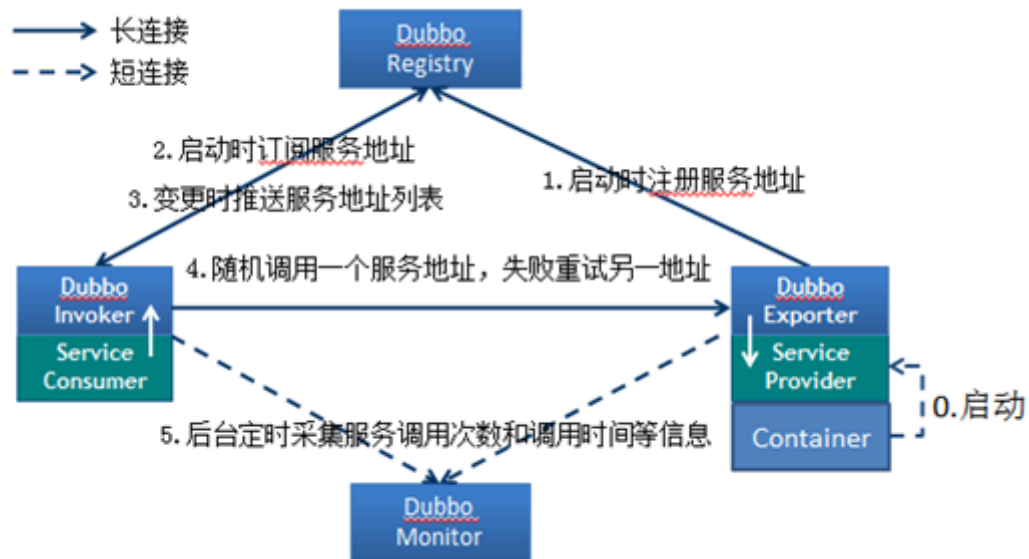 长连接
短连接
Dubbo
Registry
2.启动时订阅服务地址
3.变更时推送服务地址列表
1.启动时注册服务地址
4.随机调用一个服务地址，失败重试另一地址
Dubbo
Invoker
Service
Consumer
Dubbo
Exporter
Service
Provider
Container
0.启动
5.后台定时采集服务调用次数和调用时间等信息
Dubbo
Monitor